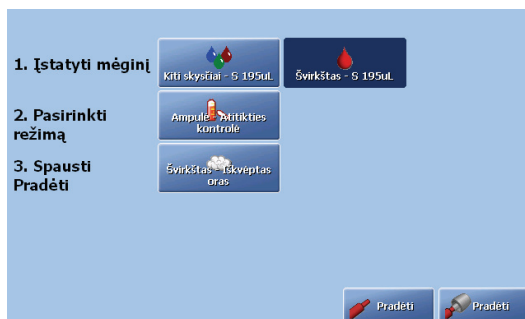 1. Įstatyti mėginį
Kiti skysčiai - S 195uL
Švirkštas - S 195uL
2. Pasirinkti
režimą
Ampulė - Atitikties
kontrolė
3. Spausti
Pradėti
Švirkštas - Iškvėptas
oras
Pradėti
Pradėti